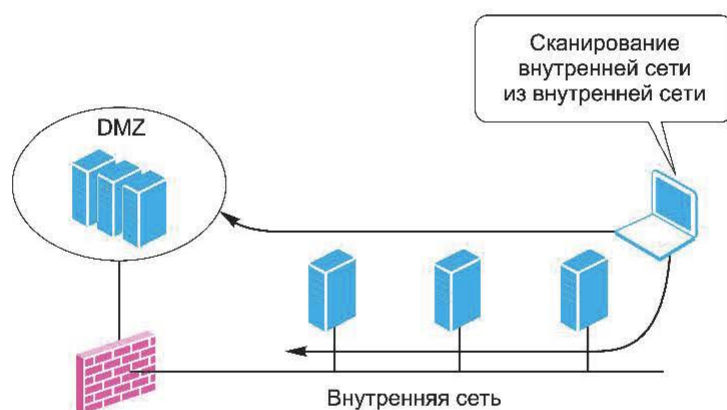 Сканирование
внутренней сети
из внутренней сети
DMZ
Внутренняя сеть